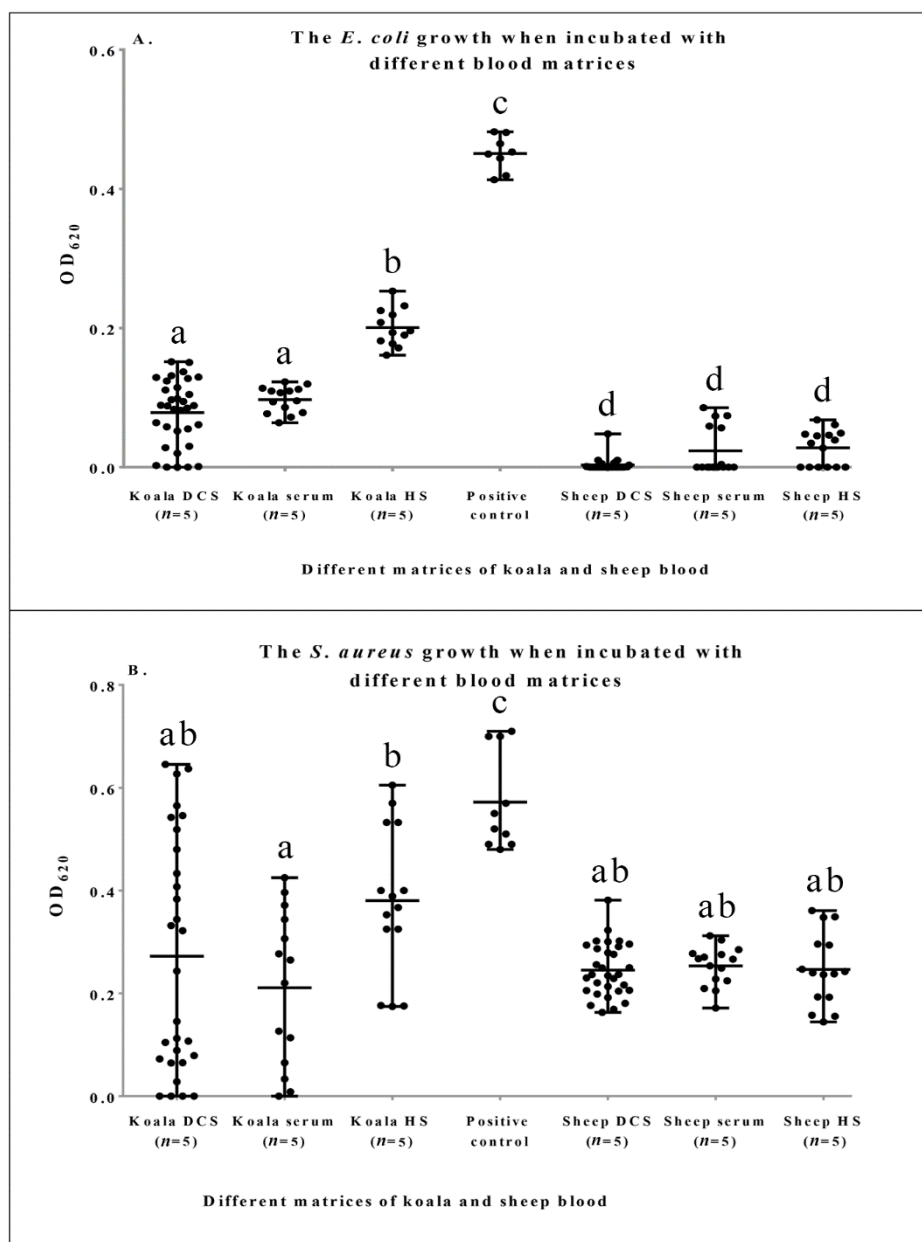 A.
The E. coli growth when incubated with
different blood matrices
0.6
0.4
0.2
0.0
OD620
a
a
b
c
d
d
d
Koala DCS
(n=5)
Koala serum
(n=5)
Koala HS
(n=5)
Positive
control
Sheep DCS
(n=5)
Sheep serum
(n=5)
Sheep HS
(n=5)
Different matrices of koala and sheep blood
B.
The S. aureus growth when incubated with
different blood matrices
0.8
0.6
0.4
0.2
0.0
OD620
ab
a
b
c
ab
ab
ab
Koala DCS
(n=5)
Koala serum
(n=5)
Koala HS
(n=5)
Positive
control
Sheep DCS
(n=5)
Sheep serum
(n=5)
Sheep HS
(n=5)
Different matrices of koala and sheep blood